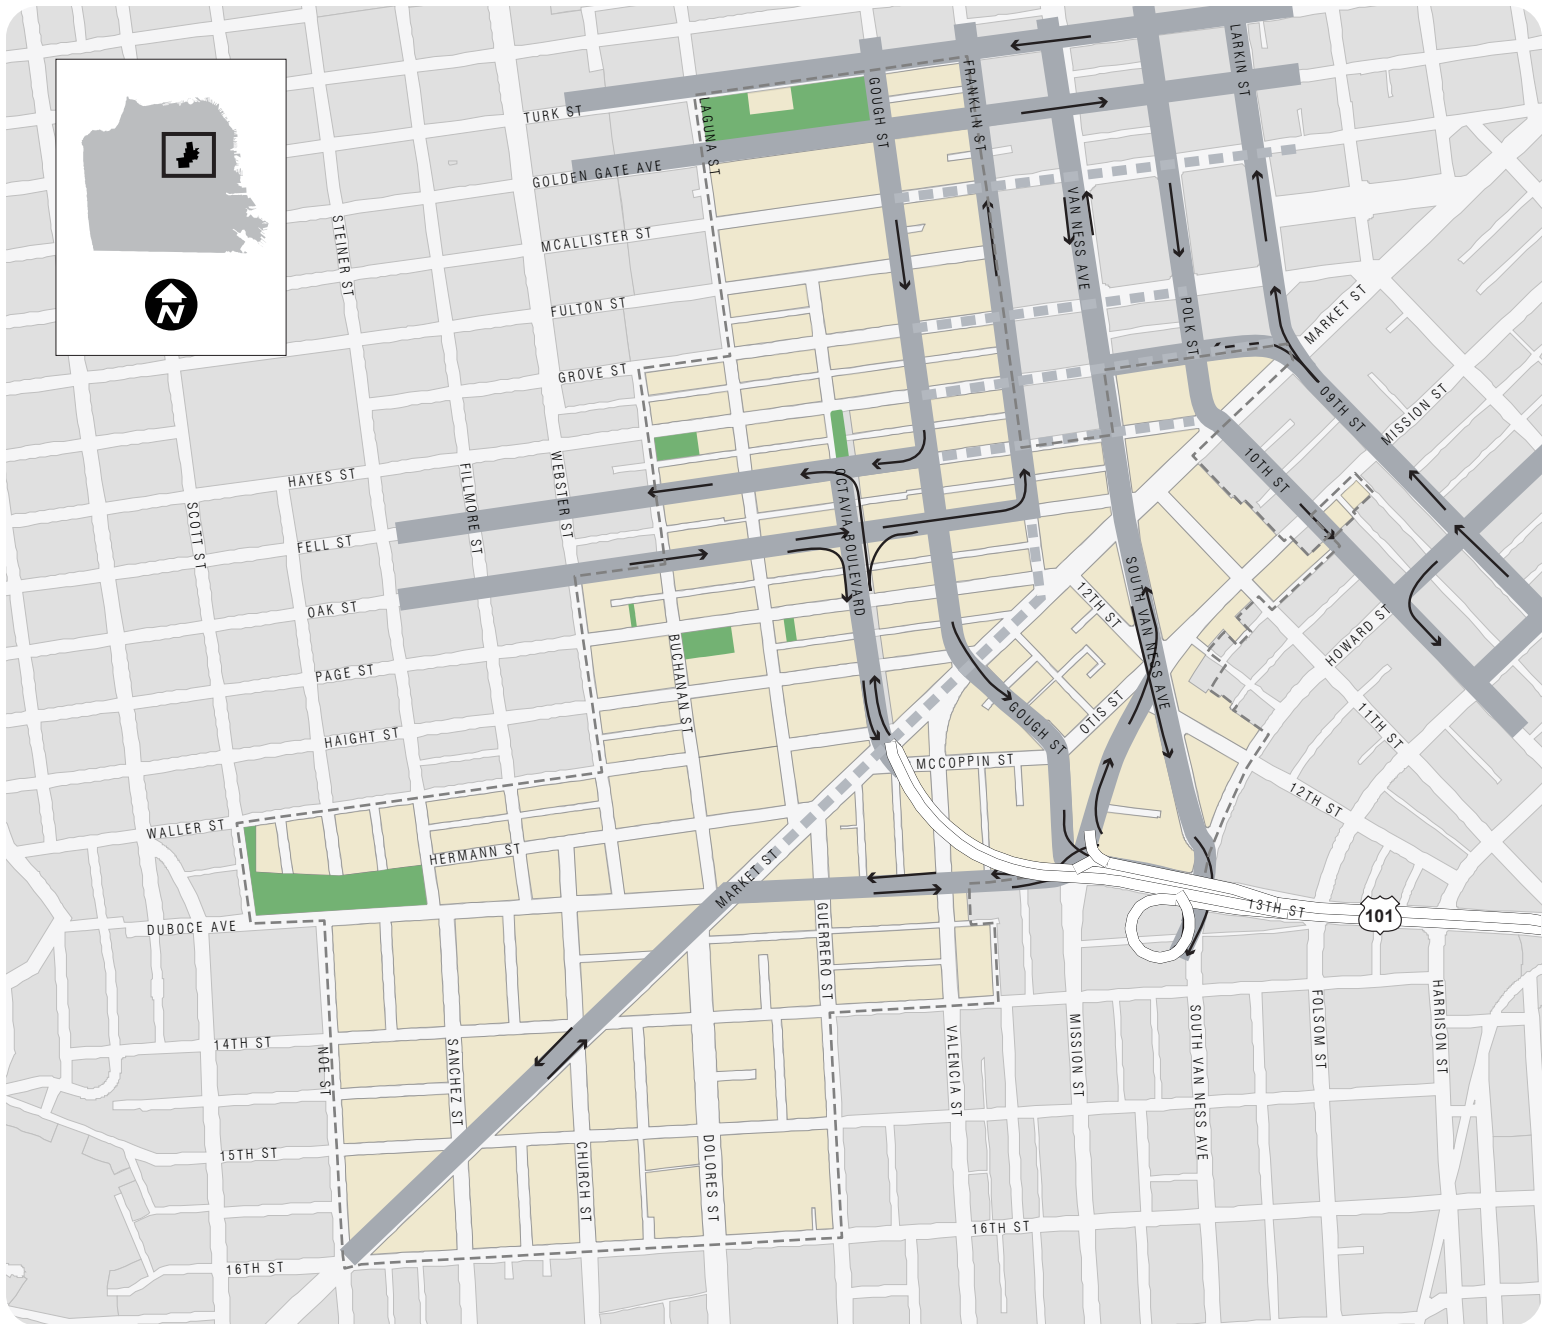 N
TURK ST
GOLDEN GATE AVE
MCALLISTER ST
FULTON ST
GROVE ST
HAYES ST
FELL ST
OAK ST
PAGE ST
HAIGHT ST
WALLER ST
HERMANN ST
DUBOCE AVE
14TH ST
15TH ST
16TH ST
STEINER ST
SCOTT ST
FILLMORE ST
WEBSTER ST
LAGUNA ST
BUCHANAN ST
OCTAVIA BOULEVARD
GOUGH ST
FRANKLIN ST
VAN NESS AVE
POLK ST
LARKIN ST
MARKET ST
MISSION ST
09TH ST
10TH ST
HOWARD ST
11TH ST
12TH ST
12TH ST
SOUTH VAN NESS AVE
OTIS ST
GOUGH ST
MCCOPPIN ST
MARKET ST
13TH ST
101
NOE ST
SANCHEZ ST
CHURCH ST
DOLORES ST
GUERRERO ST
VALENCIA ST
MISSION ST
SOUTH VAN NESS AVE
FOLSOM ST
HARRISON ST
16TH ST